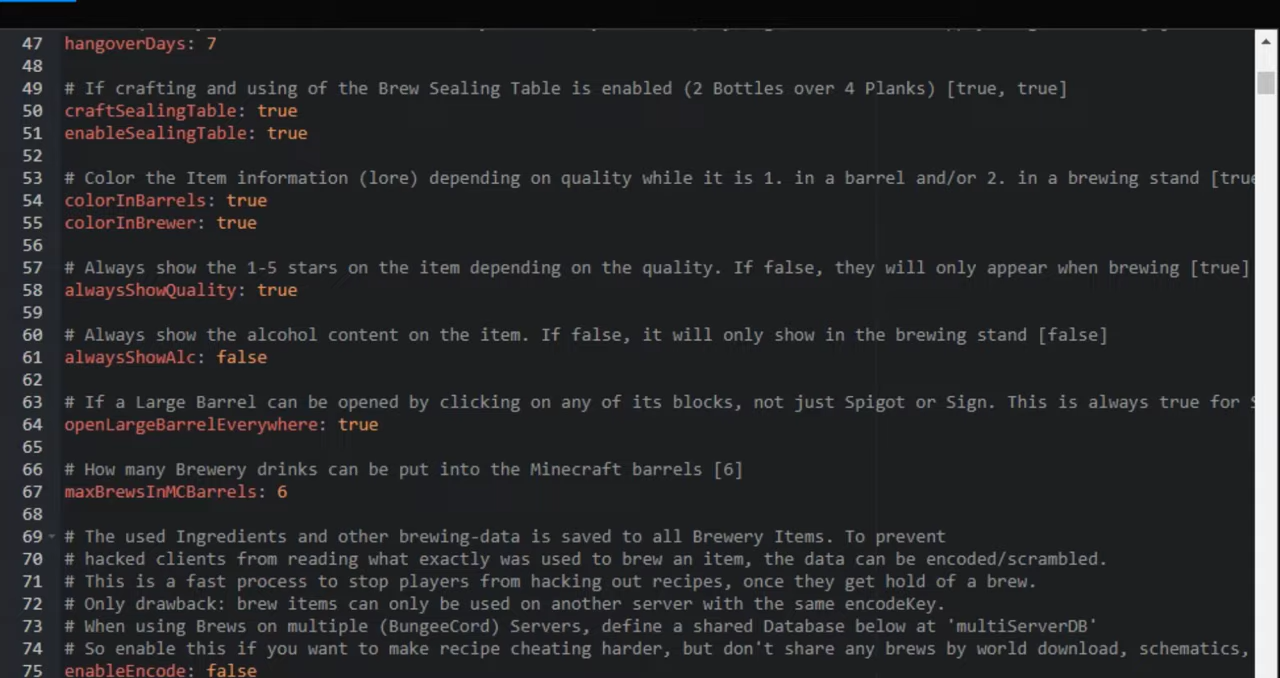 47 hangoverDays: 7
48
49 # If crafting and using of the Brew Sealing Table is enabled (2 Bottles over 4 Planks) [true, true]
50 craftSealingTable: true
51 enableSealingTable: true
52
53 # Color the Item information (lore) depending on quality while it is 1. in a barrel and/or 2. in a brewing stand [true
54 colorInBarrels: true
55 colorInBrewer: true
56
57 # Always show the 1-5 stars on the item depending on the quality. If false, they will only appear when brewing [true]
58 alwaysShowQuality: true
59
60 # Always show the alcohol content on the item. If false, it will only show in the brewing stand [false]
61 alwaysShowAlc: false
62
63 # If a Large Barrel can be opened by clicking on any of its blocks, not just Spigot or Sign. This is always true for
64 openLargeBarrelEverywhere: true
65
66 # How many Brewery drinks can be put into the Minecraft barrels [6]
67 maxBrewsInMCBarrels: 6
68
69 # The used Ingredients and other brewing-data is saved to all Brewery Items. To prevent
70 # hacked clients from reading what exactly was used to brew an item, the data can be encoded/scrambled.
71 # This is a fast process to stop players from hacking out recipes, once they get hold of a brew.
72 # Only drawback: brew items can only be used on another server with the same encodeKey.
73 # When using Brews on multiple (BungeeCord) Servers, define a shared Database below at 'multiServerDB'
74 # So enable this if you want to make recipe cheating harder, but don't share any brews by world download, schematics,
75 enableEncode: false